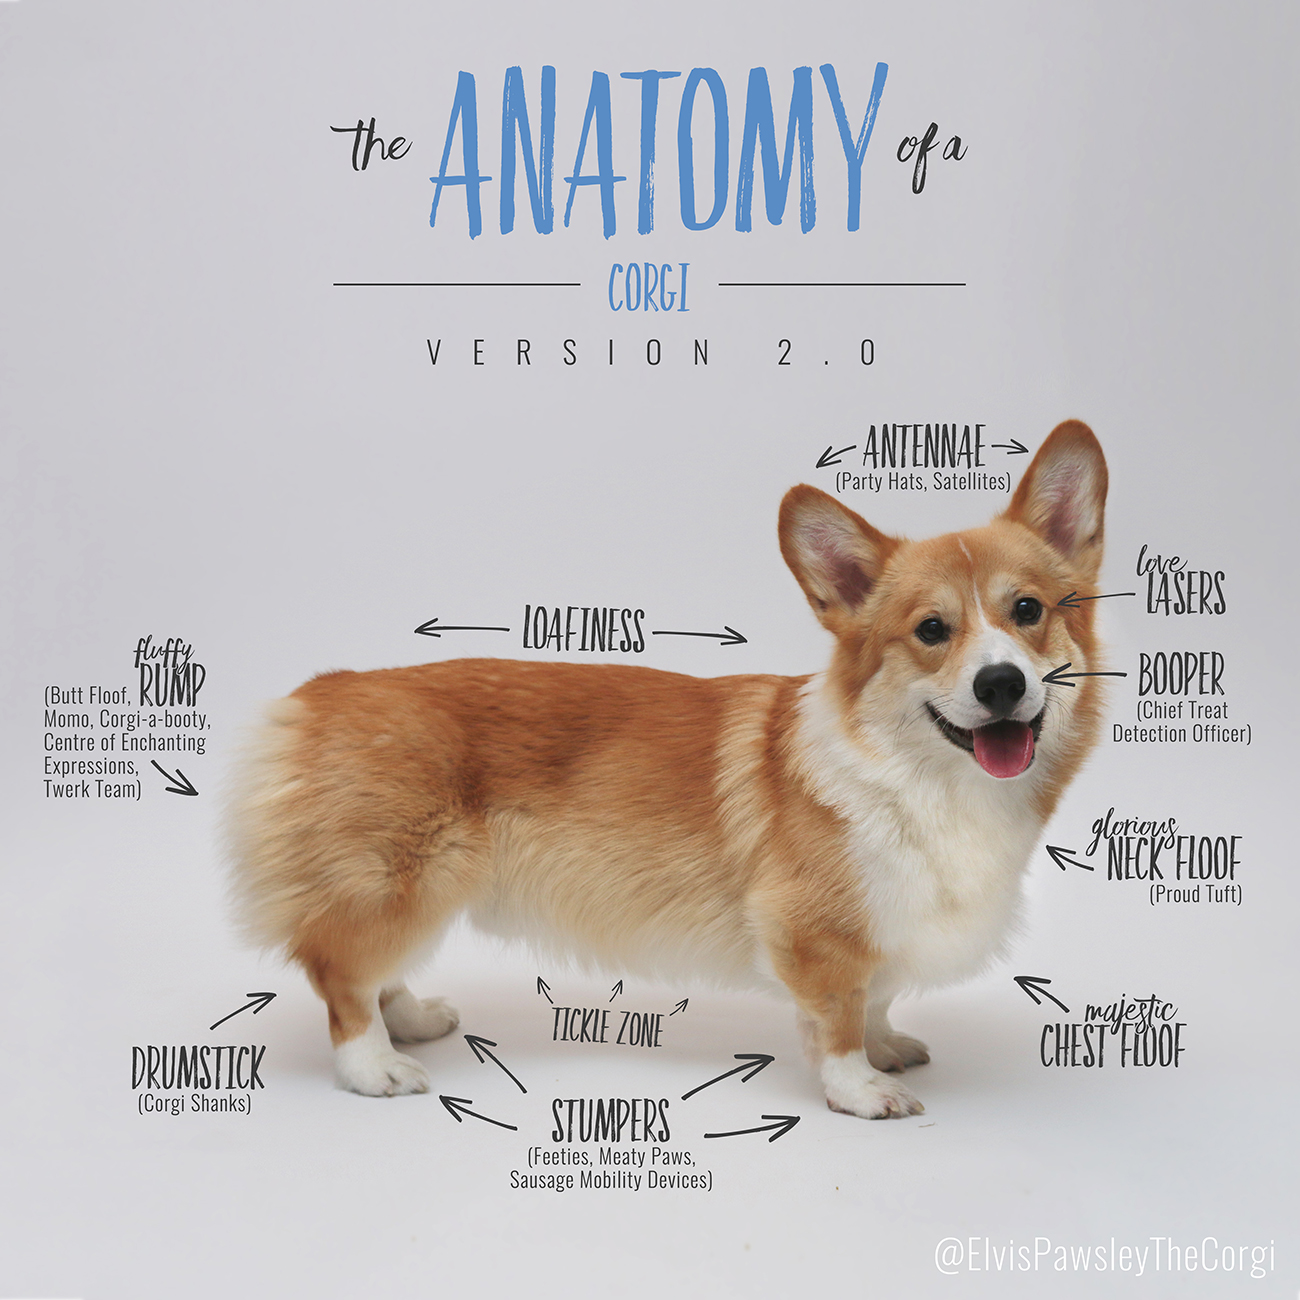 the ANATOMY of a
CORGI
VERSION 2.0
ANTENNAE
(Party Hats, Satellites)
love
LASERS
LOAFINESS
fluffy
RUMP
(Butt Floof,
Momo, Corgi-a-booty,
Centre of Enchanting
Expressions,
Twerk Team)
BOOPER
(Chief Treat
Detection Officer)
glorious
NECK FLOOF
(Proud Tuft)
TICKLE ZONE
majestic
CHEST FLOOF
DRUMSTICK
(Corgi Shanks)
STUMPERS
(Feeties, Meaty Paws,
Sausage Mobility Devices)
@ElvisPawsleyTheCorgi